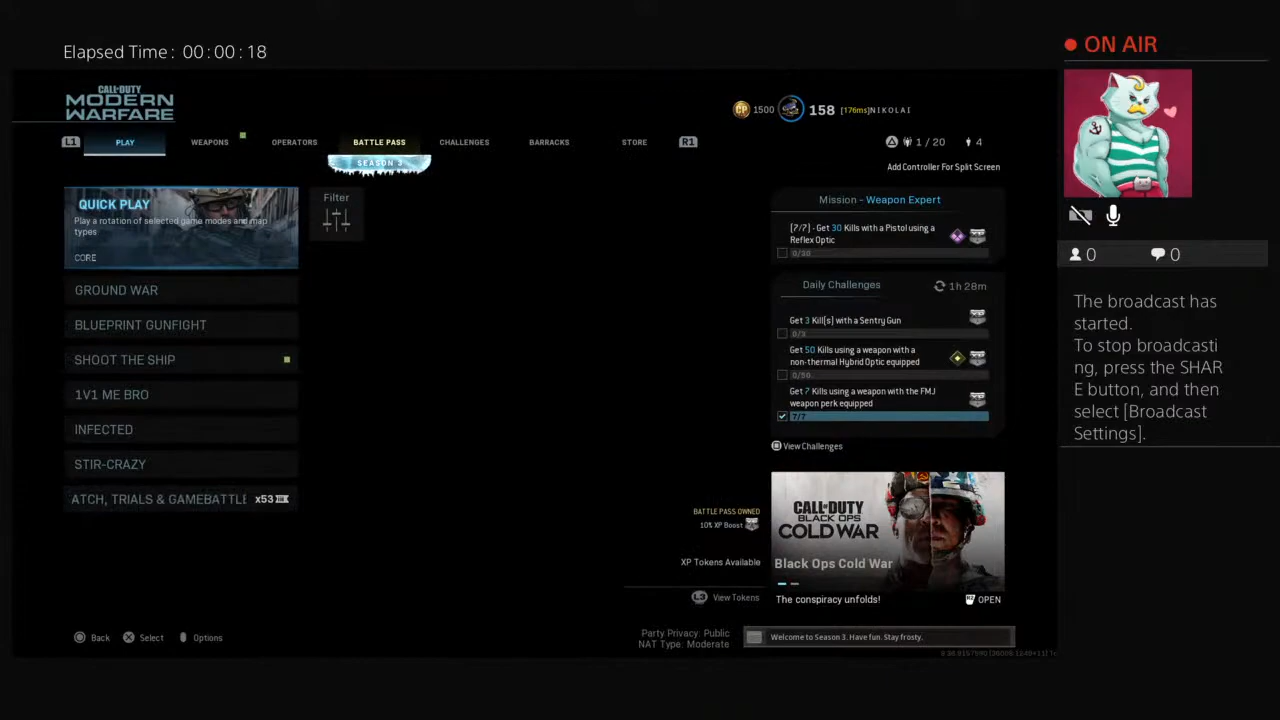 Elapsed Time: 00:00:18
ON AIR
CALL OF DUTY
MODERN
WARFARE
CP 1500 158 [176ms]NIKOLAI
L1 PLAY WEAPONS OPERATORS BATTLE PASS CHALLENGES BARRACKS STORE R1
SEASON 3
1 / 20 4
Add Controller For Split Screen
QUICK PLAY
Play a rotation of selected game modes and map
types
CORE
Filter
GROUND WAR
BLUEPRINT GUNFIGHT
SHOOT THE SHIP
1V1 ME BRO
INFECTED
STIR-CRAZY
ATCH, TRIALS & GAMEBATTLE x53
Mission - Weapon Expert
[7/7] - Get 30 Kills with a Pistol using a
Reflex Optic
0/30
Daily Challenges 1h 28m
Get 3 Kill[s] with a Sentry Gun
0/3
Get 50 Kills using a weapon with a
non-thermal Hybrid Optic equipped
0/50
Get 7 Kills using a weapon with the FMJ
weapon perk equipped
7/7
View Challenges
BATTLE PASS OWNED
10% XP Boost
XP Tokens Available
L3 View Tokens
CALL OF DUTY
BLACK OPS
COLD WAR
Black Ops Cold War
The conspiracy unfolds!
OPEN
Back Select Options
Party Privacy: Public
NAT Type: Moderate
Welcome to Season 3. Have fun. Stay frosty.
0 0
The broadcast has
started.
To stop broadcasti
ng, press the SHAR
E button, and then
select [Broadcast
Settings].